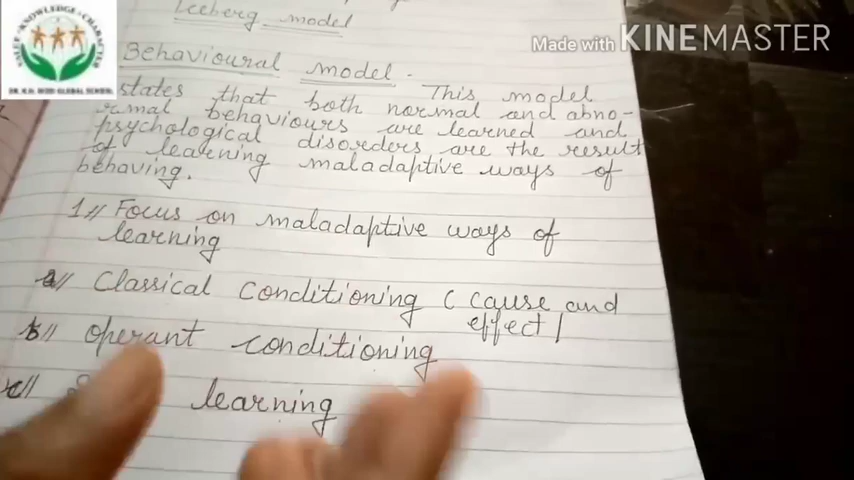 Iceberg model
Made with KINEMASTER
Behavioural model. This model
states that both normal and abno-
rmal behaviours are learned and
psychological disorders are the result
of learning maladaptive ways of
behaving.
1// Focus on maladaptive ways of
learning
a// Classical conditioning ( cause and
effect /
b// operant conditioning
c// learning